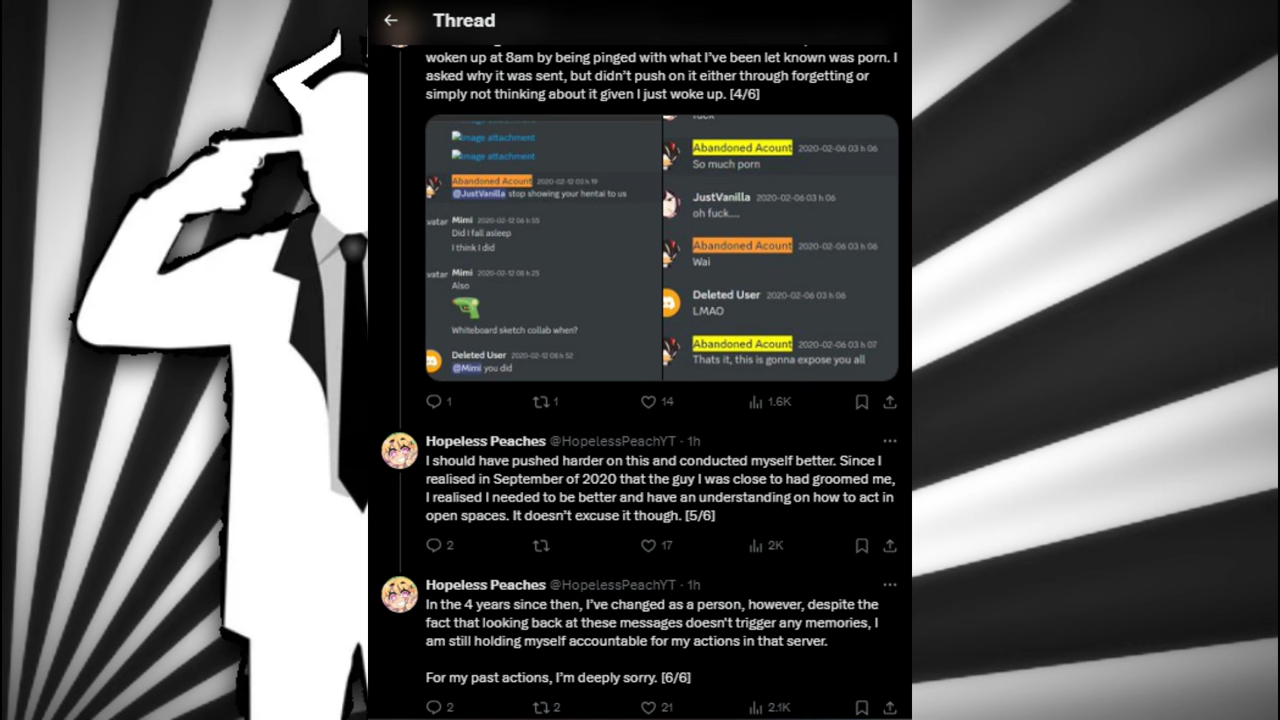 Thread
woken up at 8am by being pinged with what I've been let known was porn. I
asked why it was sent, but didn't push on it either through forgetting or
simply not thinking about it given I just woke up. [4/6]
Image attachment
Image attachment
Abandoned Acount 2020-02-12 03 h 19
@JustVanilla stop showing your hentai to us
vatar Mimi 2020-02-12 06 h 55
Did I fall asleep
I think I did
vatar Mimi 2020-02-12 08 h 25
Also
Whiteboard sketch collab when?
Deleted User 2020-02-12 08 h 52
@Mimi you did
fuck
Abandoned Acount 2020-02-06 03 h 06
So much porn
JustVanilla 2020-02-06 03 h 06
oh fuck....
Abandoned Acount 2020-02-06 03 h 06
Wai
Deleted User 2020-02-06 03 h 06
LMAO
Abandoned Acount 2020-02-06 03 h 07
Thats it, this is gonna expose you all
1 1 14 1.6K
Hopeless Peaches @HopelessPeachYT · 1h
I should have pushed harder on this and conducted myself better. Since I
realised in September of 2020 that the guy I was close to had groomed me,
I realised I needed to be better and have an understanding on how to act in
open spaces. It doesn't excuse it though. [5/6]
2 17 2K
Hopeless Peaches @HopelessPeachYT · 1h
In the 4 years since then, I've changed as a person, however, despite the
fact that looking back at these messages doesn't trigger any memories, I
am still holding myself accountable for my actions in that server.
For my past actions, I'm deeply sorry. [6/6]
2 2 21 2.1K